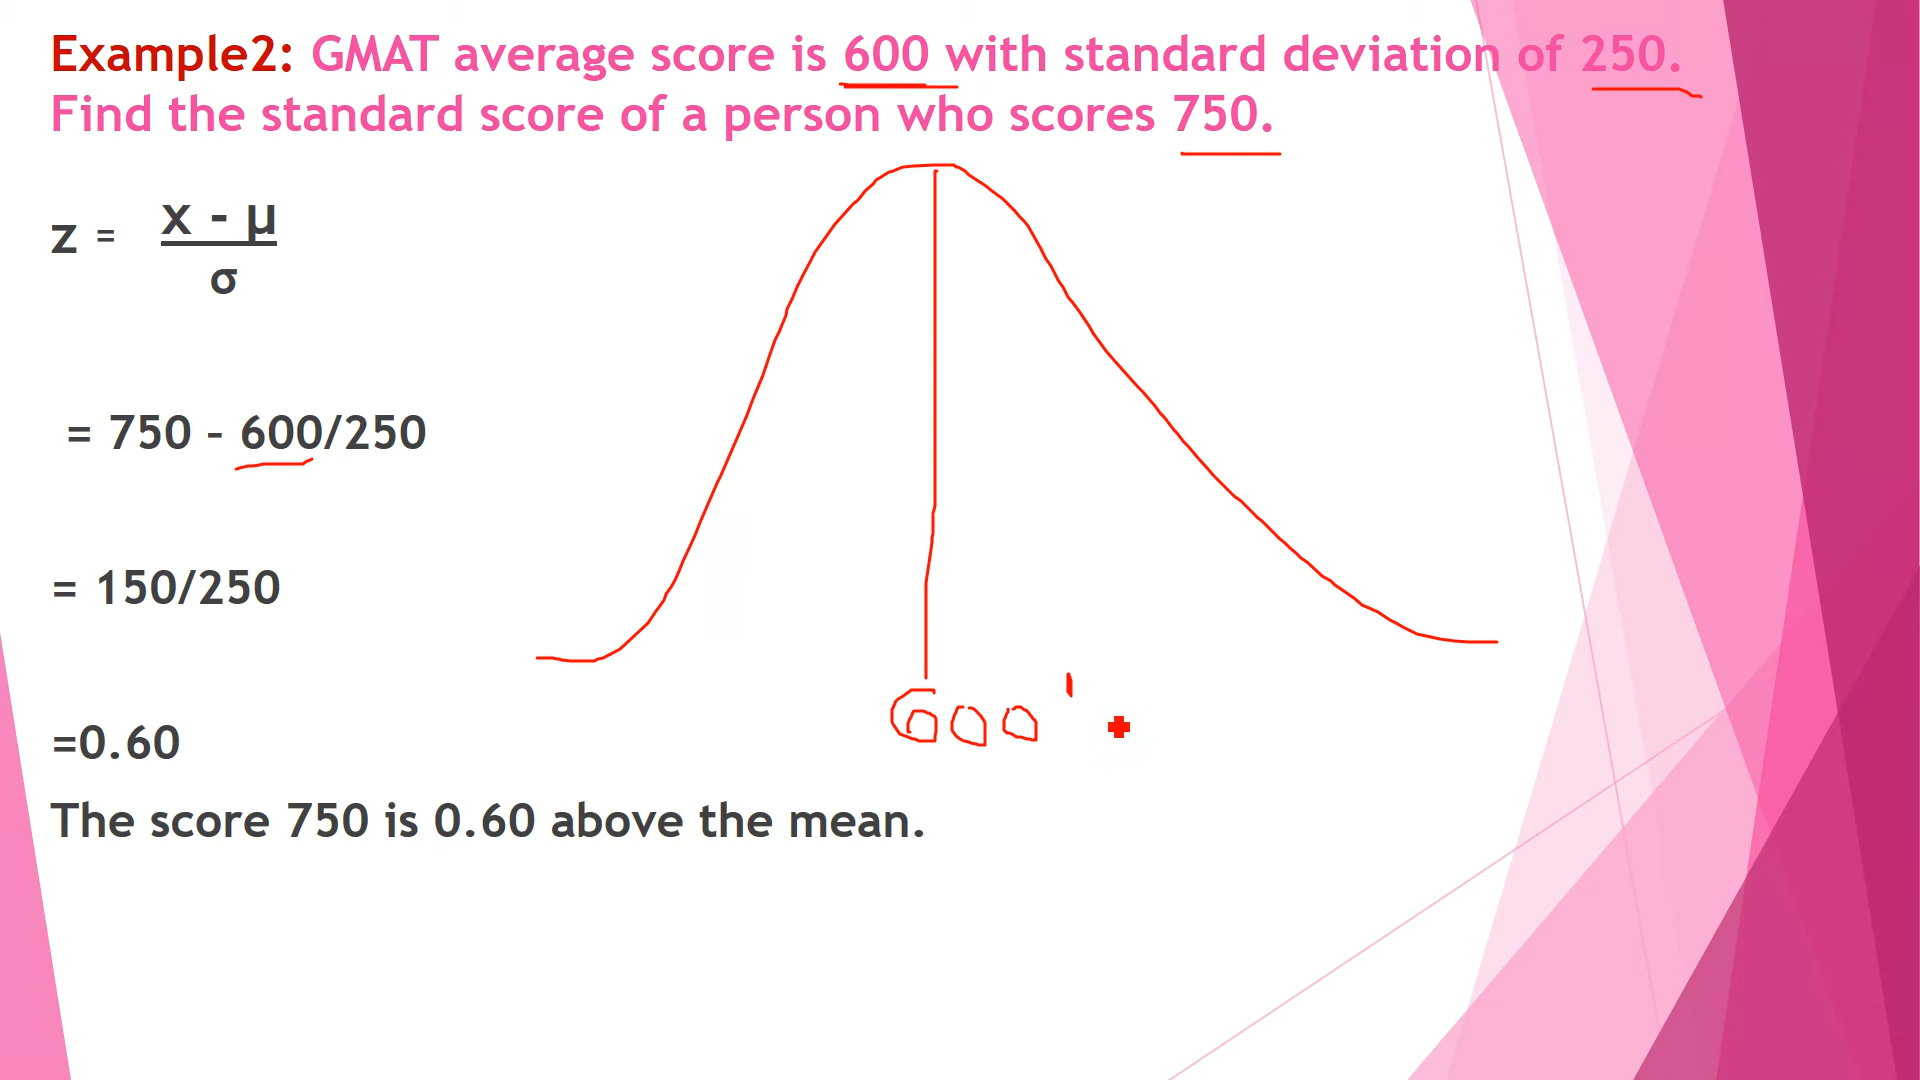 Example2: GMAT average score is 600 with standard deviation of 250.
Find the standard score of a person who scores 750.
z = x - μ
σ
= 750 – 600/250
= 150/250
=0.60
600
The score 750 is 0.60 above the mean.